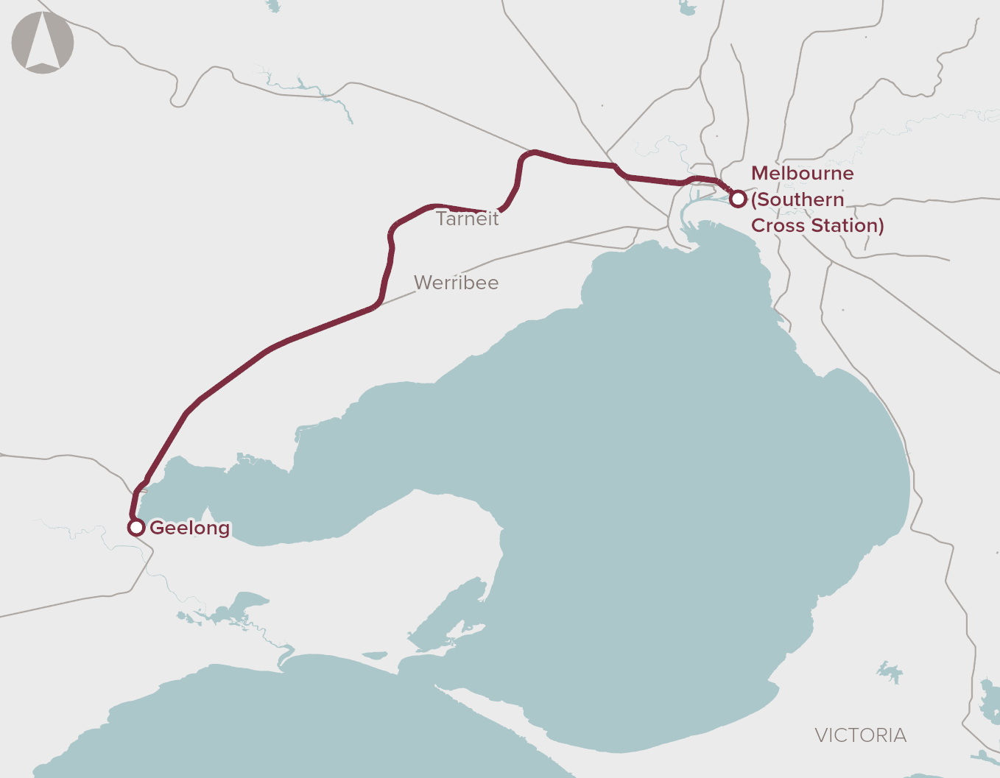 Melbourne
(Southern
Cross Station)
Tarneit
Werribee
Geelong
VICTORIA